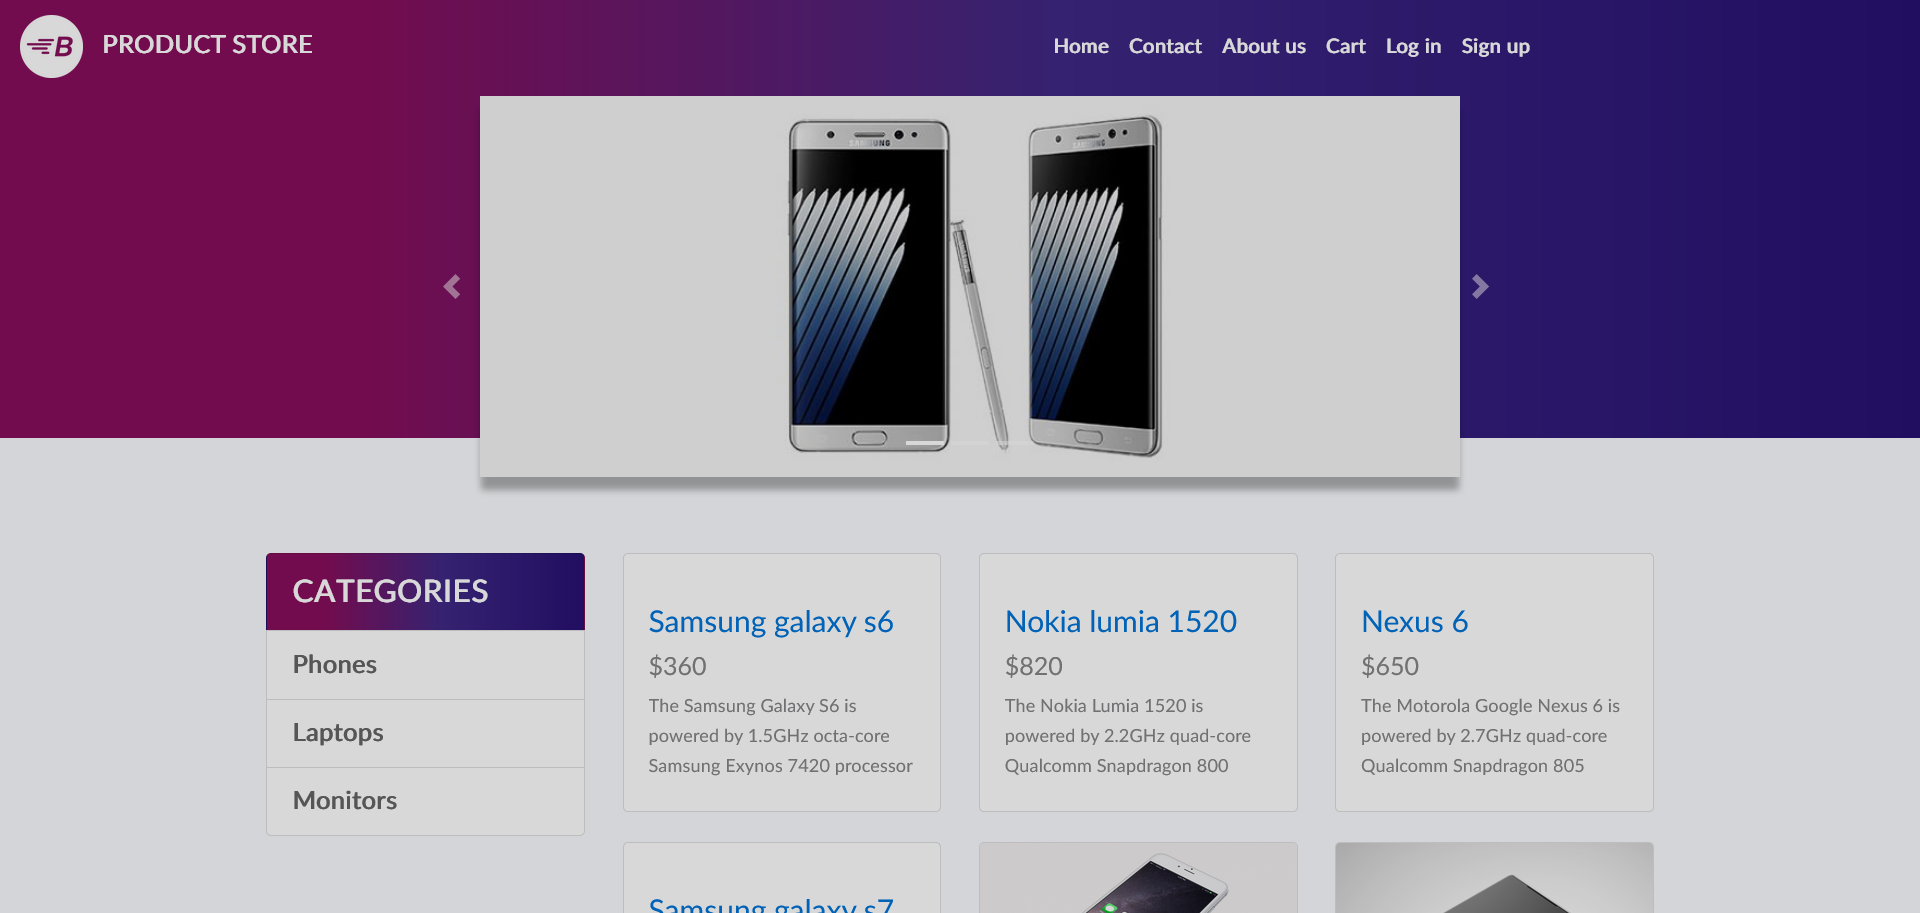 B PRODUCT STORE
Home Contact About us Cart Log in Sign up
SAMSUNG
SAMSUNG
CATEGORIES
Phones
Laptops
Monitors
Samsung galaxy s6
$360
The Samsung Galaxy S6 is
powered by 1.5GHz octa-core
Samsung Exynos 7420 processor
Nokia lumia 1520
$820
The Nokia Lumia 1520 is
powered by 2.2GHz quad-core
Qualcomm Snapdragon 800
Nexus 6
$650
The Motorola Google Nexus 6 is
powered by 2.7GHz quad-core
Qualcomm Snapdragon 805
Samsung galaxy s7